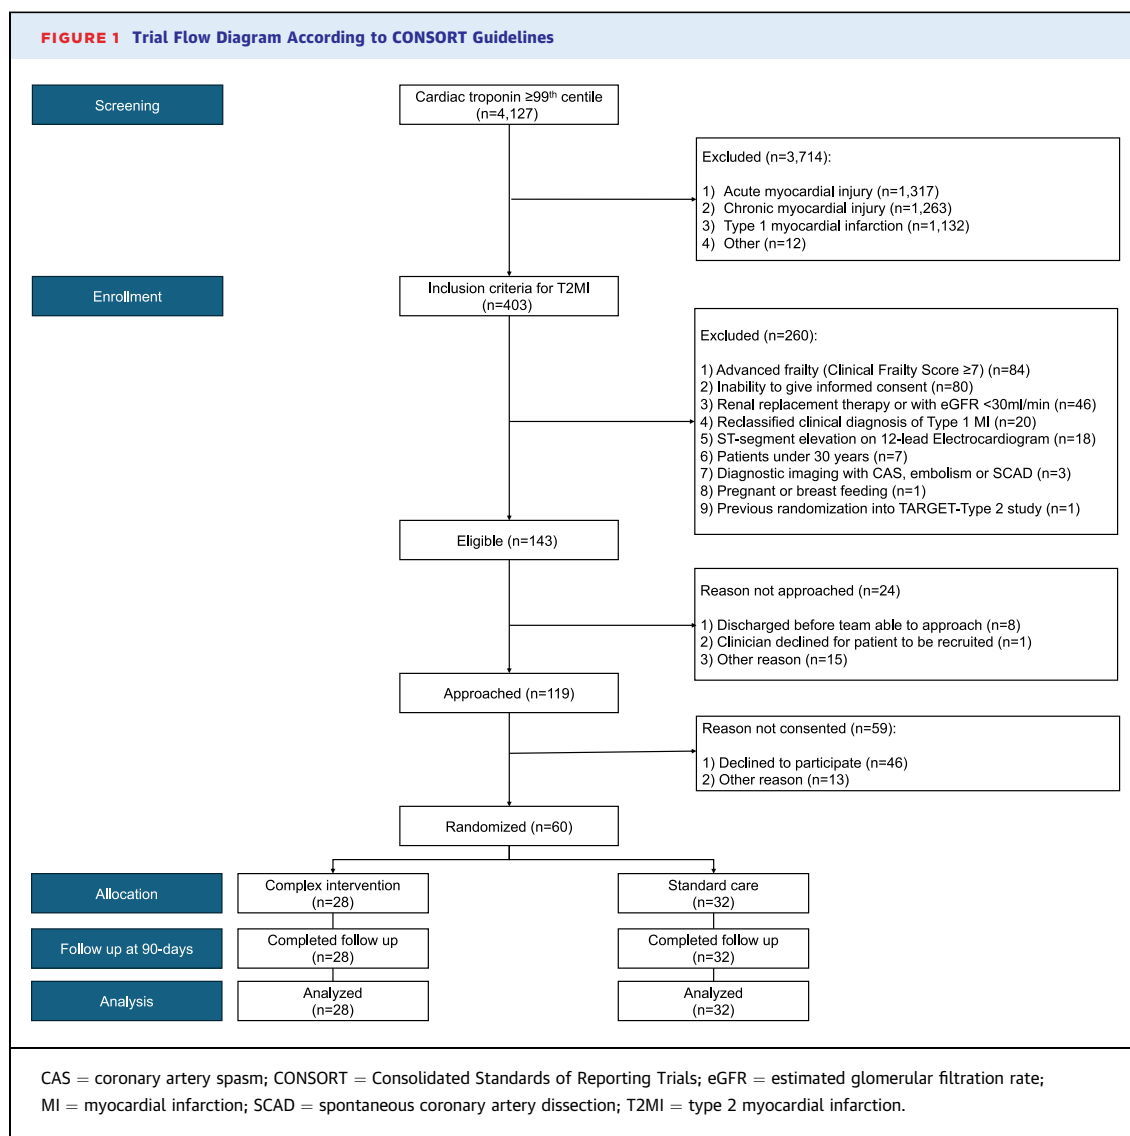 FIGURE 1 Trial Flow Diagram According to CONSORT Guidelines
Screening
Cardiac troponin ≥99th centile
(n=4,127)
Excluded (n=3,714):
1) Acute myocardial injury (n=1,317)
2) Chronic myocardial injury (n=1,263)
3) Type 1 myocardial infarction (n=1,132)
4) Other (n=12)
Enrollment
Inclusion criteria for T2MI
(n=403)
Excluded (n=260):
1) Advanced frailty (Clinical Frailty Score ≥7) (n=84)
2) Inability to give informed consent (n=80)
3) Renal replacement therapy or with eGFR <30ml/min (n=46)
4) Reclassified clinical diagnosis of Type 1 MI (n=20)
5) ST-segment elevation on 12-lead Electrocardiogram (n=18)
6) Patients under 30 years (n=7)
7) Diagnostic imaging with CAS, embolism or SCAD (n=3)
8) Pregnant or breast feeding (n=1)
9) Previous randomization into TARGET-Type 2 study (n=1)
Eligible (n=143)
Reason not approached (n=24)
1) Discharged before team able to approach (n=8)
2) Clinician declined for patient to be recruited (n=1)
3) Other reason (n=15)
Approached (n=119)
Reason not consented (n=59):
1) Declined to participate (n=46)
2) Other reason (n=13)
Randomized (n=60)
Allocation
Complex intervention
(n=28)
Standard care
(n=32)
Follow up at 90-days
Completed follow up
(n=28)
Completed follow up
(n=32)
Analysis
Analyzed
(n=28)
Analyzed
(n=32)
CAS = coronary artery spasm; CONSORT = Consolidated Standards of Reporting Trials; eGFR = estimated glomerular filtration rate;
MI = myocardial infarction; SCAD = spontaneous coronary artery dissection; T2MI = type 2 myocardial infarction.